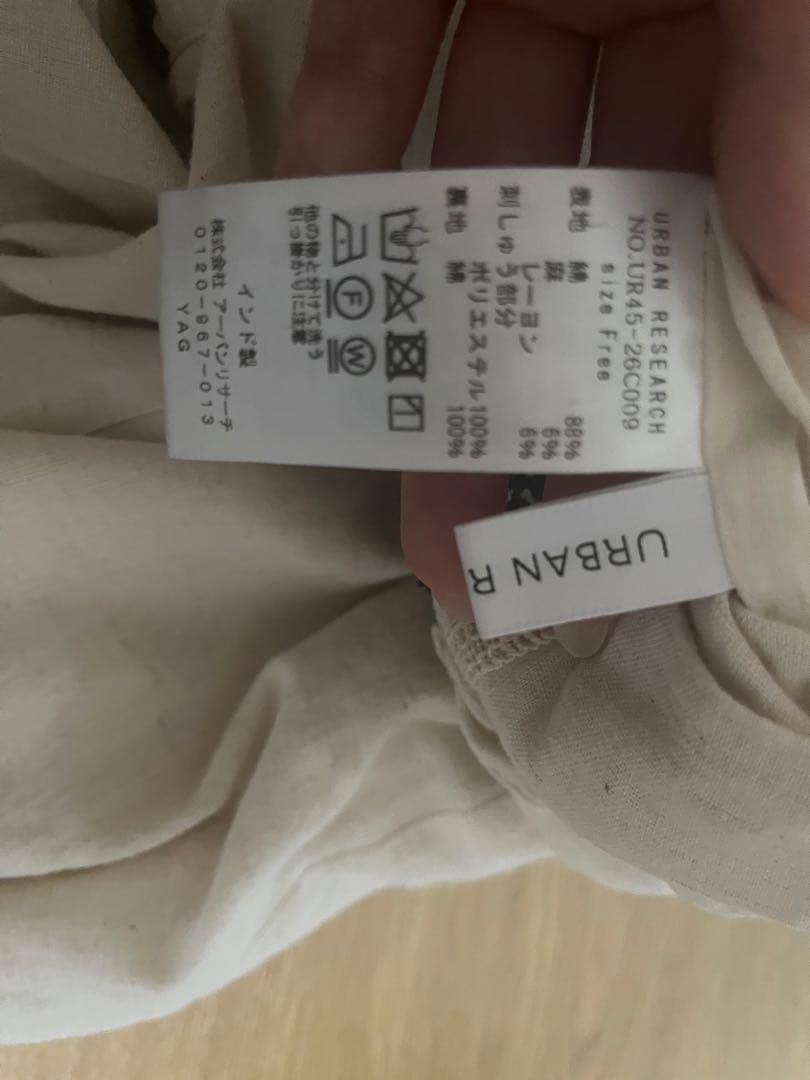 URBAN RESEARCH
NO.UR45-26C009
size Free
表地 綿 88%
麻 6%
レーヨン 6%
刺しゅう部分
ポリエステル 100%
裏地 綿 100%
F W
他の物と分けて洗う
引っ掛かりに注意
インド製
株式会社 アーバンリサーチ
0120-967-013
YAG
URBAN R